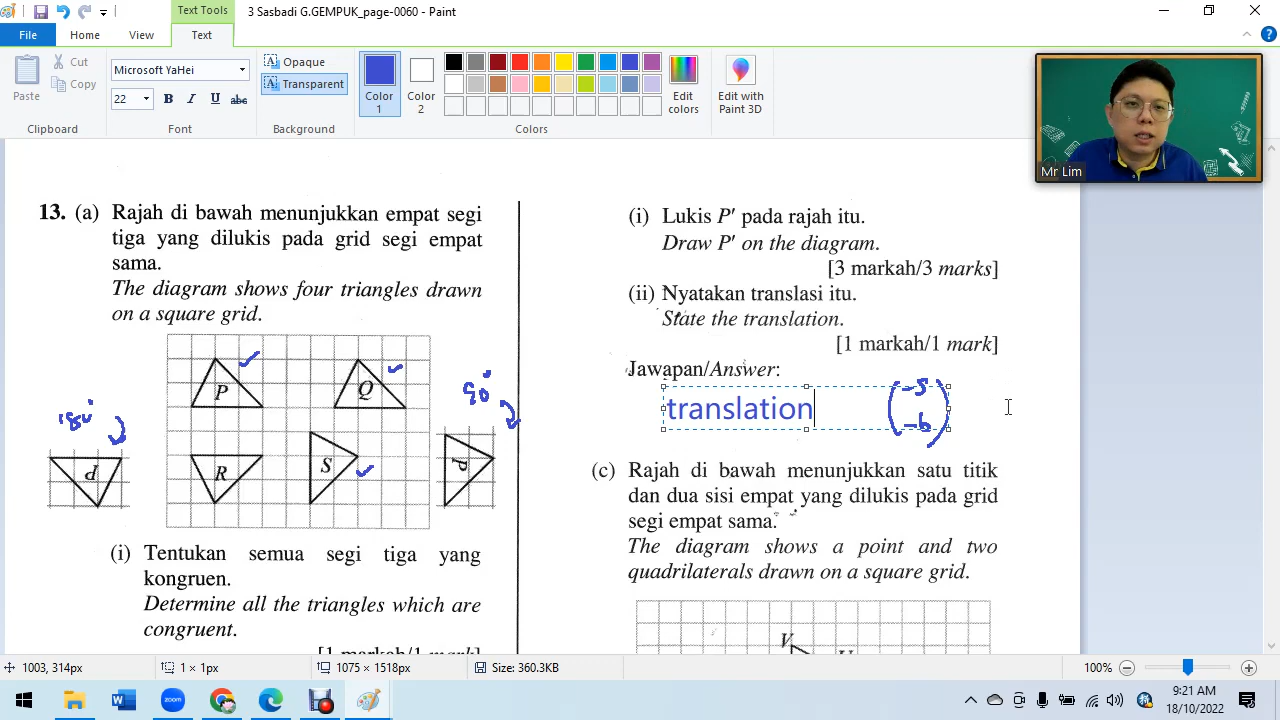 3 Sasbadi G.GEMPUK_page-0060 - Paint
Text Tools
File
Home
View
Text
Paste
Cut
Copy
Clipboard
Microsoft YaHei
22
B
I
U
abc
Font
Opaque
Transparent
Background
Color 1
Color 2
Edit colors
Colors
Edit with Paint 3D
Mr Lim
13. (a) Rajah di bawah menunjukkan empat segi
tiga yang dilukis pada grid segi empat
sama.
The diagram shows four triangles drawn
on a square grid.
P
Q
90°
180°
P
R
S
P
(i) Tentukan semua segi tiga yang
kongruen.
Determine all the triangles which are
congruent.
[1 markah/1 mark]
(i) Lukis P' pada rajah itu.
Draw P' on the diagram.
[3 markah/3 marks]
(ii) Nyatakan translasi itu.
State the translation.
[1 markah/1 mark]
Jawapan/Answer:
translation
(-5
-6)
(c) Rajah di bawah menunjukkan satu titik
dan dua sisi empat yang dilukis pada grid
segi empat sama.
The diagram shows a point and two
quadrilaterals drawn on a square grid.
V
1003, 314px
1 × 1px
1075 × 1518px
Size: 360.3KB
100%
zoom
9:21 AM
18/10/2022